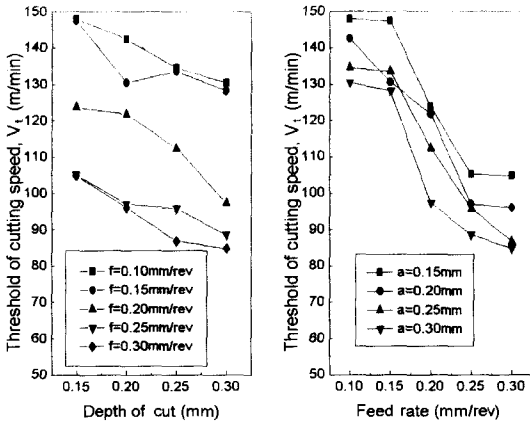 Threshold of cutting speed, Vt (m/min)
150
140
130
120
110
100
90
80
70
60
50
f=0.10mm/rev
f=0.15mm/rev
f=0.20mm/rev
f=0.25mm/rev
f=0.30mm/rev
0.15 0.20 0.25 0.30
Depth of cut (mm)
Threshold of cuttting speed, Vt (m/min)
150
140
130
120
110
100
90
80
70
60
50
a=0.15mm
a=0.20mm
a=0.25mm
a=0.30mm
0.10 0.15 0.20 0.25 0.30
Feed rate (mm/rev)